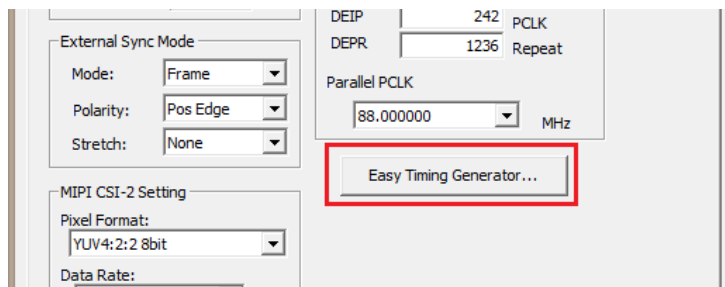 DEIP 242 PCLK
DEPR 1236 Repeat
External Sync Mode
Mode: Frame
Polarity: Pos Edge
Stretch: None
Parallel PCLK
88.000000 MHz
Easy Timing Generator...
MIPI CSI-2 Setting
Pixel Format:
YUV4:2:2 8bit
Data Rate: